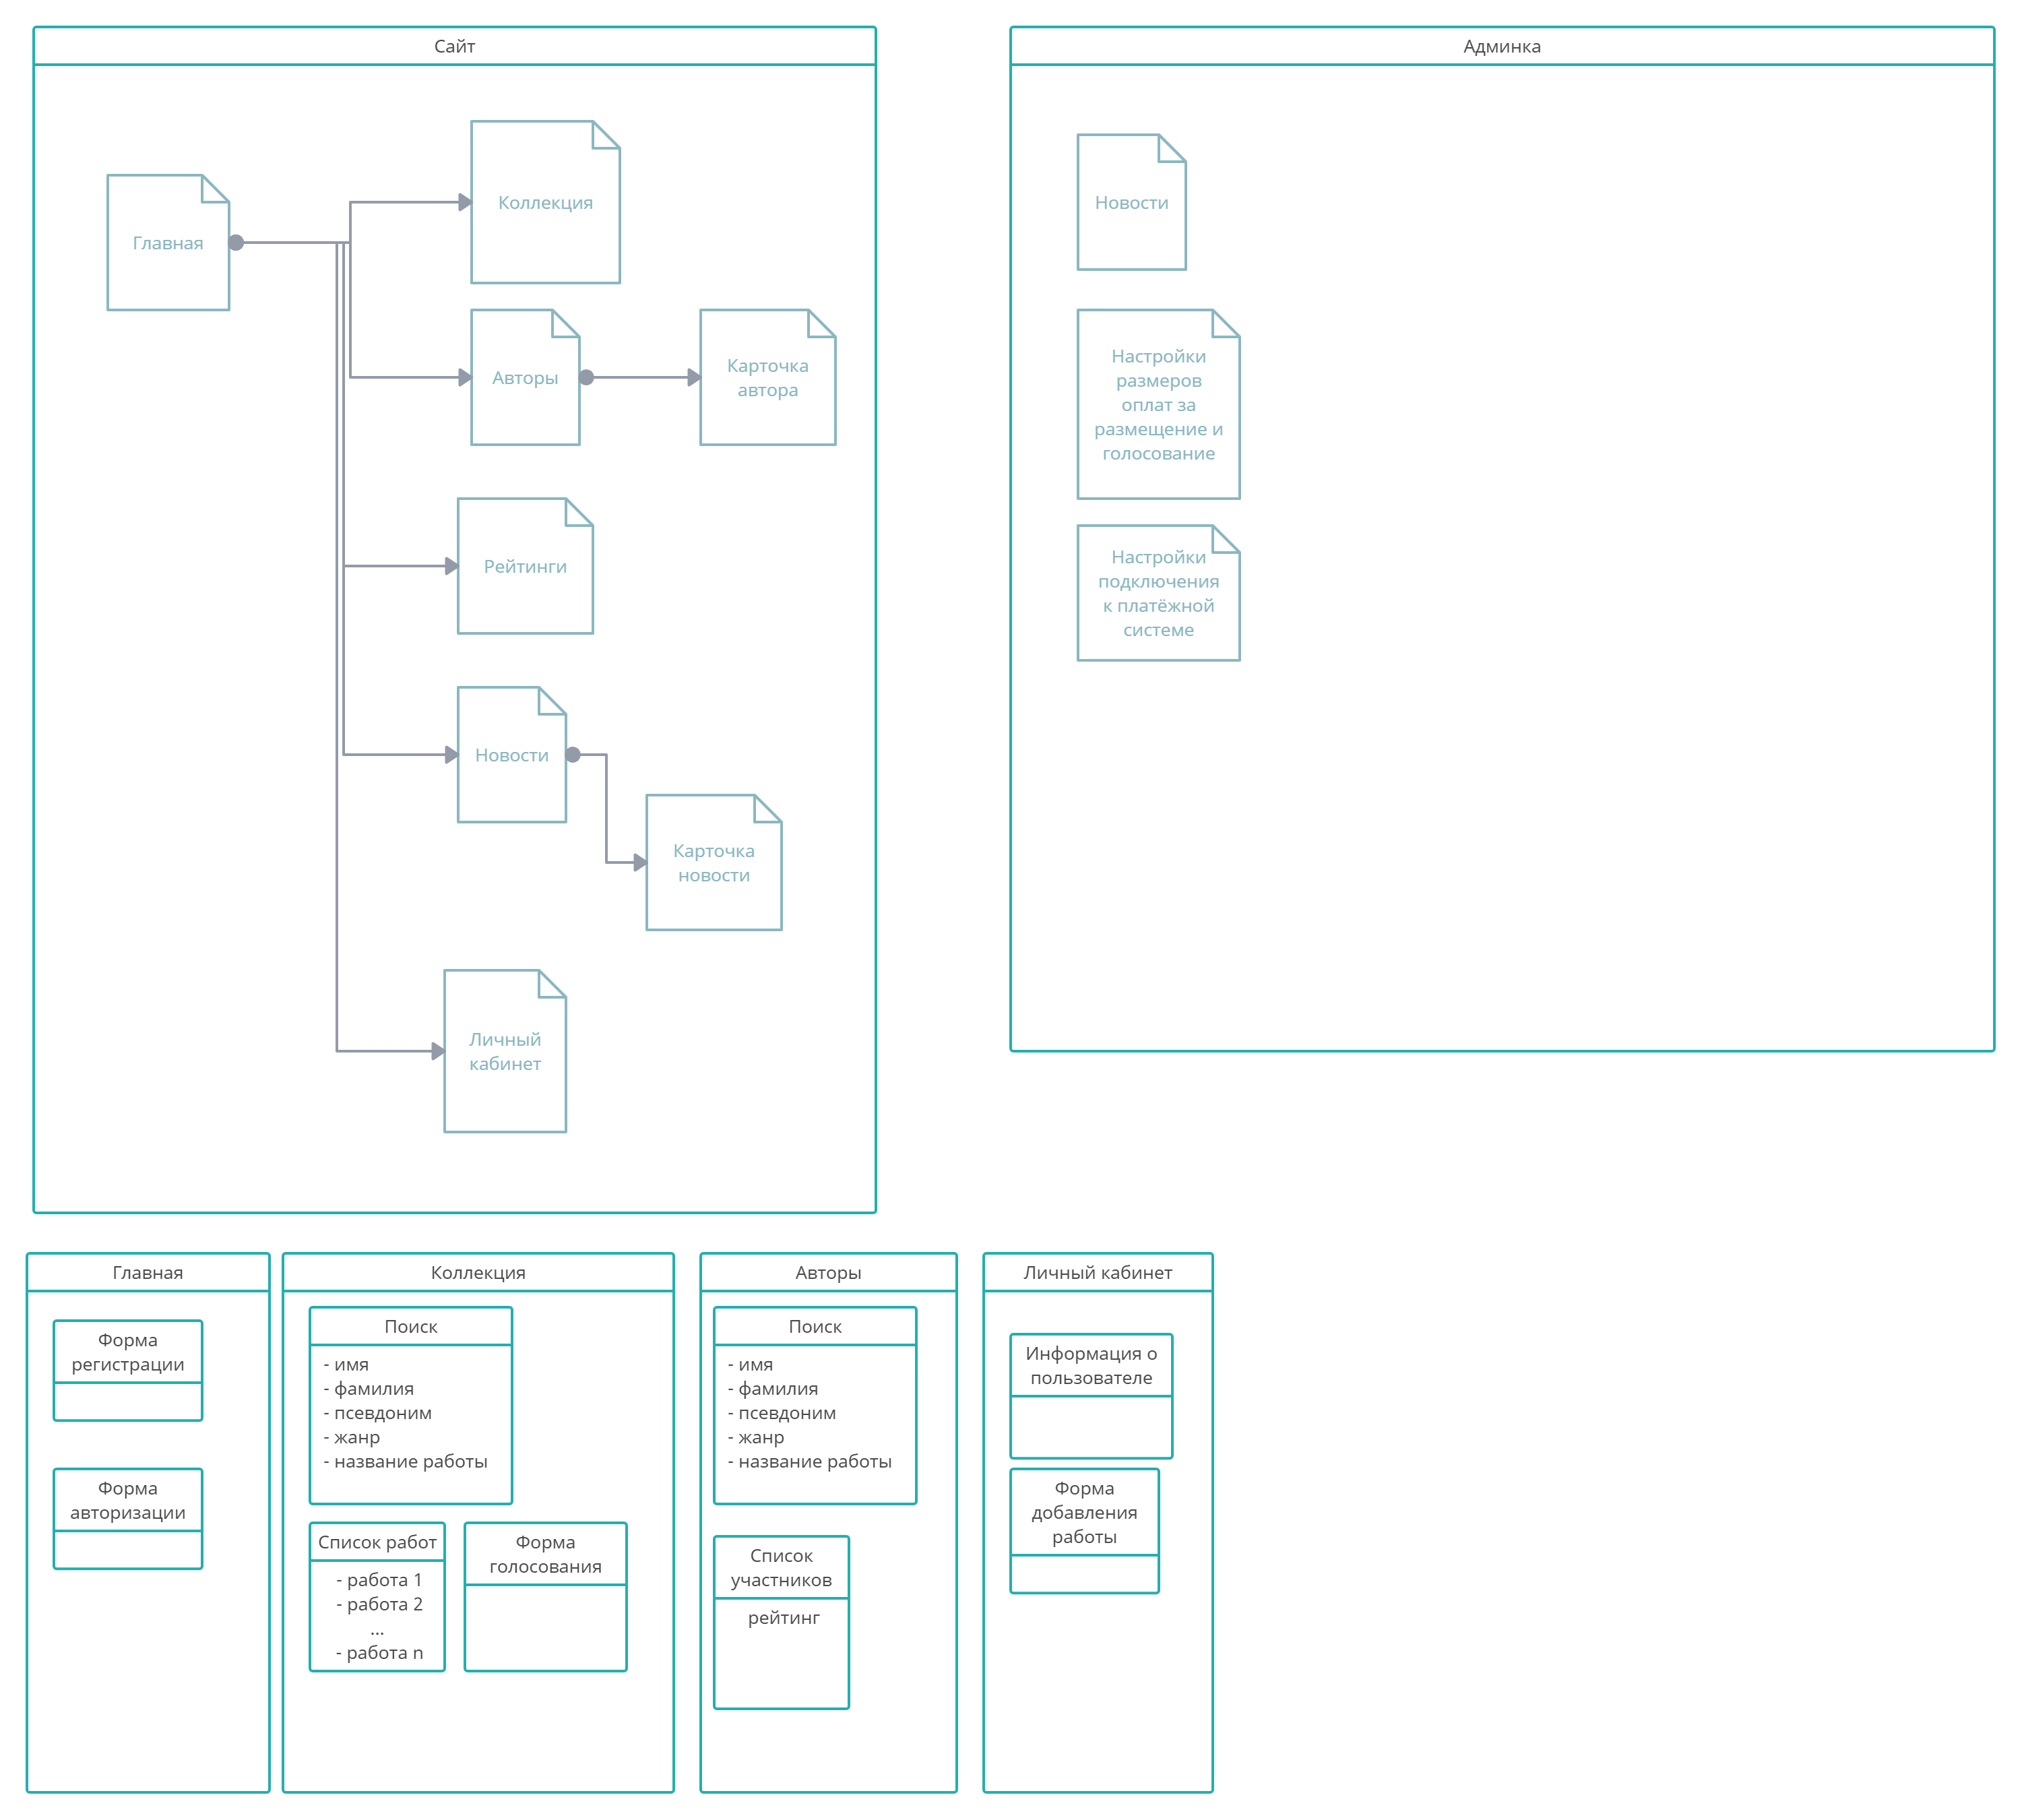 Сайт
Главная
Коллекция
Авторы
Карточка
автора
Рейтинги
Новости
Карточка
новости
Личный
кабинет
Админка
Новости
Настройки
размеров
оплат за
размещение и
голосование
Настройки
подключения
к платёжной
системе
Главная
Форма
регистрации
Форма
авторизации
Коллекция
Поиск
- имя
- фамилия
- псевдоним
- жанр
- название работы
Список работ
- работа 1
- работа 2
...
- работа n
Форма
голосования
Авторы
Поиск
- имя
- фамилия
- псевдоним
- жанр
- название работы
Список
участников
рейтинг
Личный кабинет
Информация о
пользователе
Форма
добавления
работы